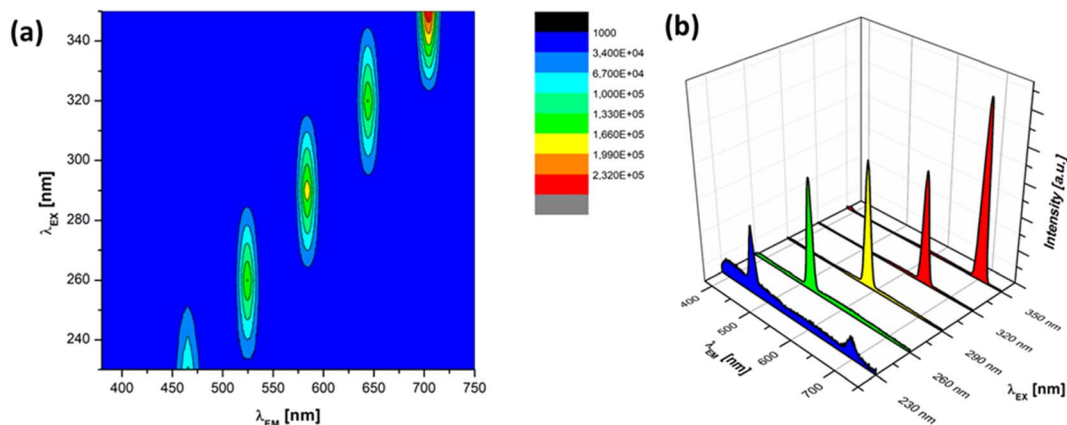 (a)
340
320
300
280
260
240
λEX [nm]
400
450
500
550
600
650
700
750
λEM [nm]
1000
3,400E+04
6,700E+04
1,000E+05
1,330E+05
1,660E+05
1,990E+05
2,320E+05
(b)
Intensity [a.u.]
400
500
600
700
λEM [nm]
350 nm
320 nm
290 nm
260 nm
230 nm
λEX [nm]